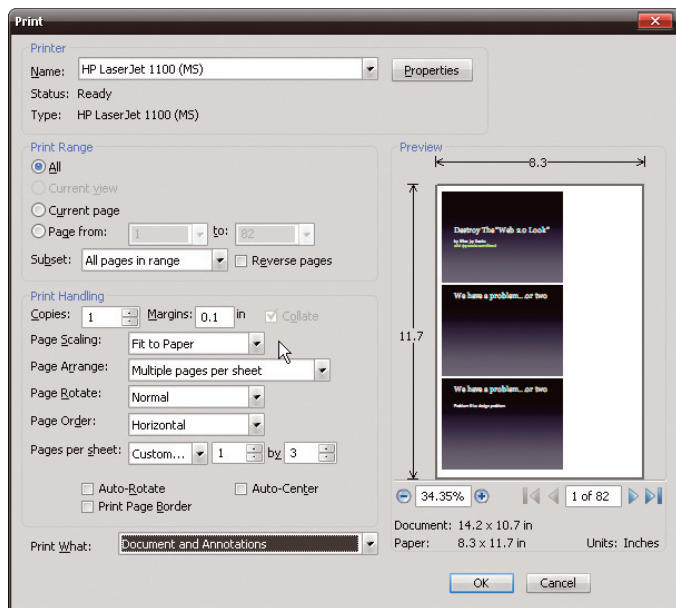 Print
Printer
Name: HP LaserJet 1100 (MS) Properties
Status: Ready
Type: HP LaserJet 1100 (MS)
Print Range
All
Current view
Current page
Page from: 1 to: 82
Subset: All pages in range Reverse pages
Print Handling
Copies: 1 Margins: 0.1 in Collate
Page Scaling: Fit to Paper
Page Arrange: Multiple pages per sheet
Page Rotate: Normal
Page Order: Horizontal
Pages per sheet: Custom... 1 by 3
Auto-Rotate Auto-Center
Print Page Border
Print What: Document and Annotations
Preview
8.3
11.7
Destroy The "Web 2.0 Look"
We have a problem... or two
We have a problem... or two
34.35% 1 of 82
Document: 14.2 x 10.7 in
Paper: 8.3 x 11.7 in Units: Inches
OK Cancel